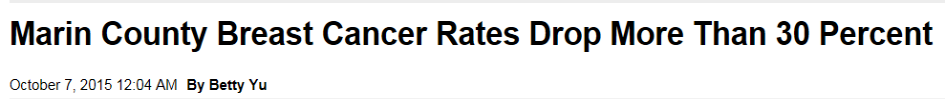 Marin County Breast Cancer Rates Drop More Than 30 Percent
October 7, 2015 12:04 AM By Betty Yu